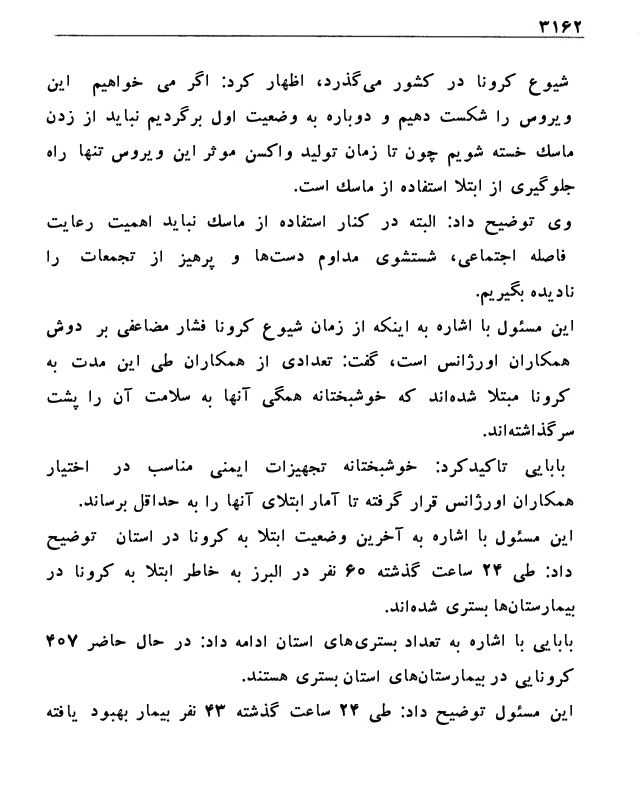 ۳۱۶۲
شیوع کرونا در کشور می‌گذرد، اظهار کرد: اگر می خواهیم این
ویروس را شکست دهیم و دوباره به وضعیت اول برگردیم نباید از زدن
ماسك خسته شویم چون تا زمان تولید واکسن موثر این ویروس تنها راه
جلوگیری از ابتلا استفاده از ماسك است.
وی توضیح داد: البته در کنار استفاده از ماسك نباید اهمیت رعایت
فاصله اجتماعی، شستشوی مداوم دست‌ها و پرهیز از تجمعات را
نادیده بگیریم.
این مسئول با اشاره به اینکه از زمان شیوع کرونا فشار مضاعفی بر دوش
همکاران اورژانس است، گفت: تعدادی از همکاران طی این مدت به
کرونا مبتلا شده‌اند که خوشبختانه همگی آنها به سلامت آن را پشت
سرگذاشته‌اند.
بابایی تاکیدکرد: خوشبختانه تجهیزات ایمنی مناسب در اختیار
همکاران اورژانس قرار گرفته تا آمار ابتلای آنها را به حداقل برساند.
این مسئول با اشاره به آخرین وضعیت ابتلا به کرونا در استان توضیح
داد: طی ۲۴ ساعت گذشته ۶۰ نفر در البرز به خاطر ابتلا به کرونا در
بیمارستان‌ها بستری شده‌اند.
بابایی با اشاره به تعداد بستری‌های استان ادامه داد: در حال حاضر ۴۰۷
کرونایی در بیمارستان‌های استان بستری هستند.
این مسئول توضیح داد: طی ۲۴ ساعت گذشته ۴۳ نفر بیمار بهبود یافته